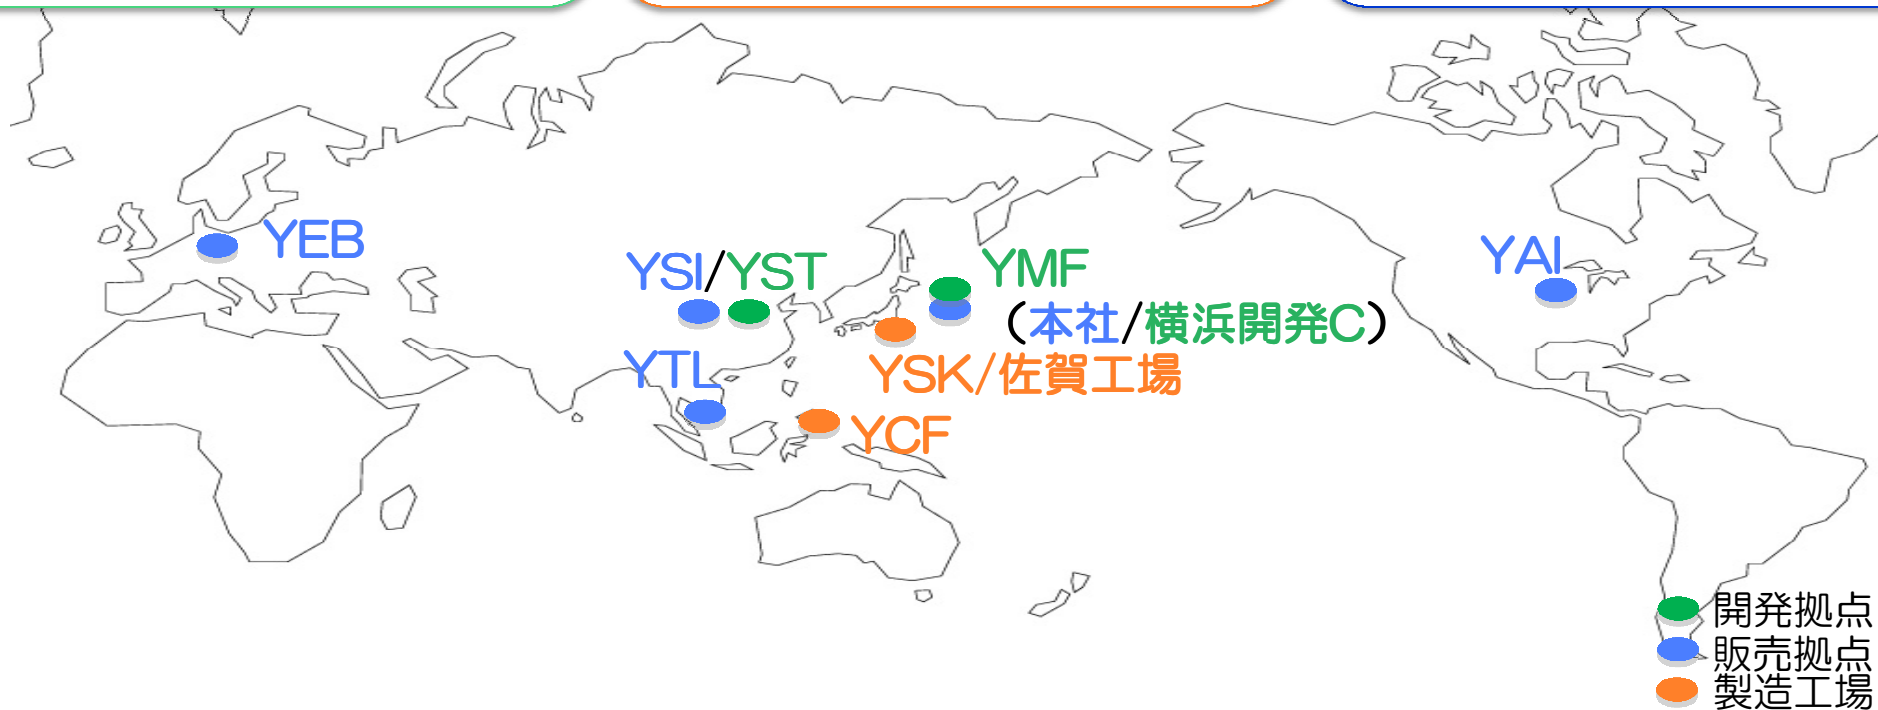 YEB
YSI/YST
YMF
YAI
（本社/横浜開発C）
YTL
YSK/佐賀工場
YCF
開発拠点
販売拠点
製造工場